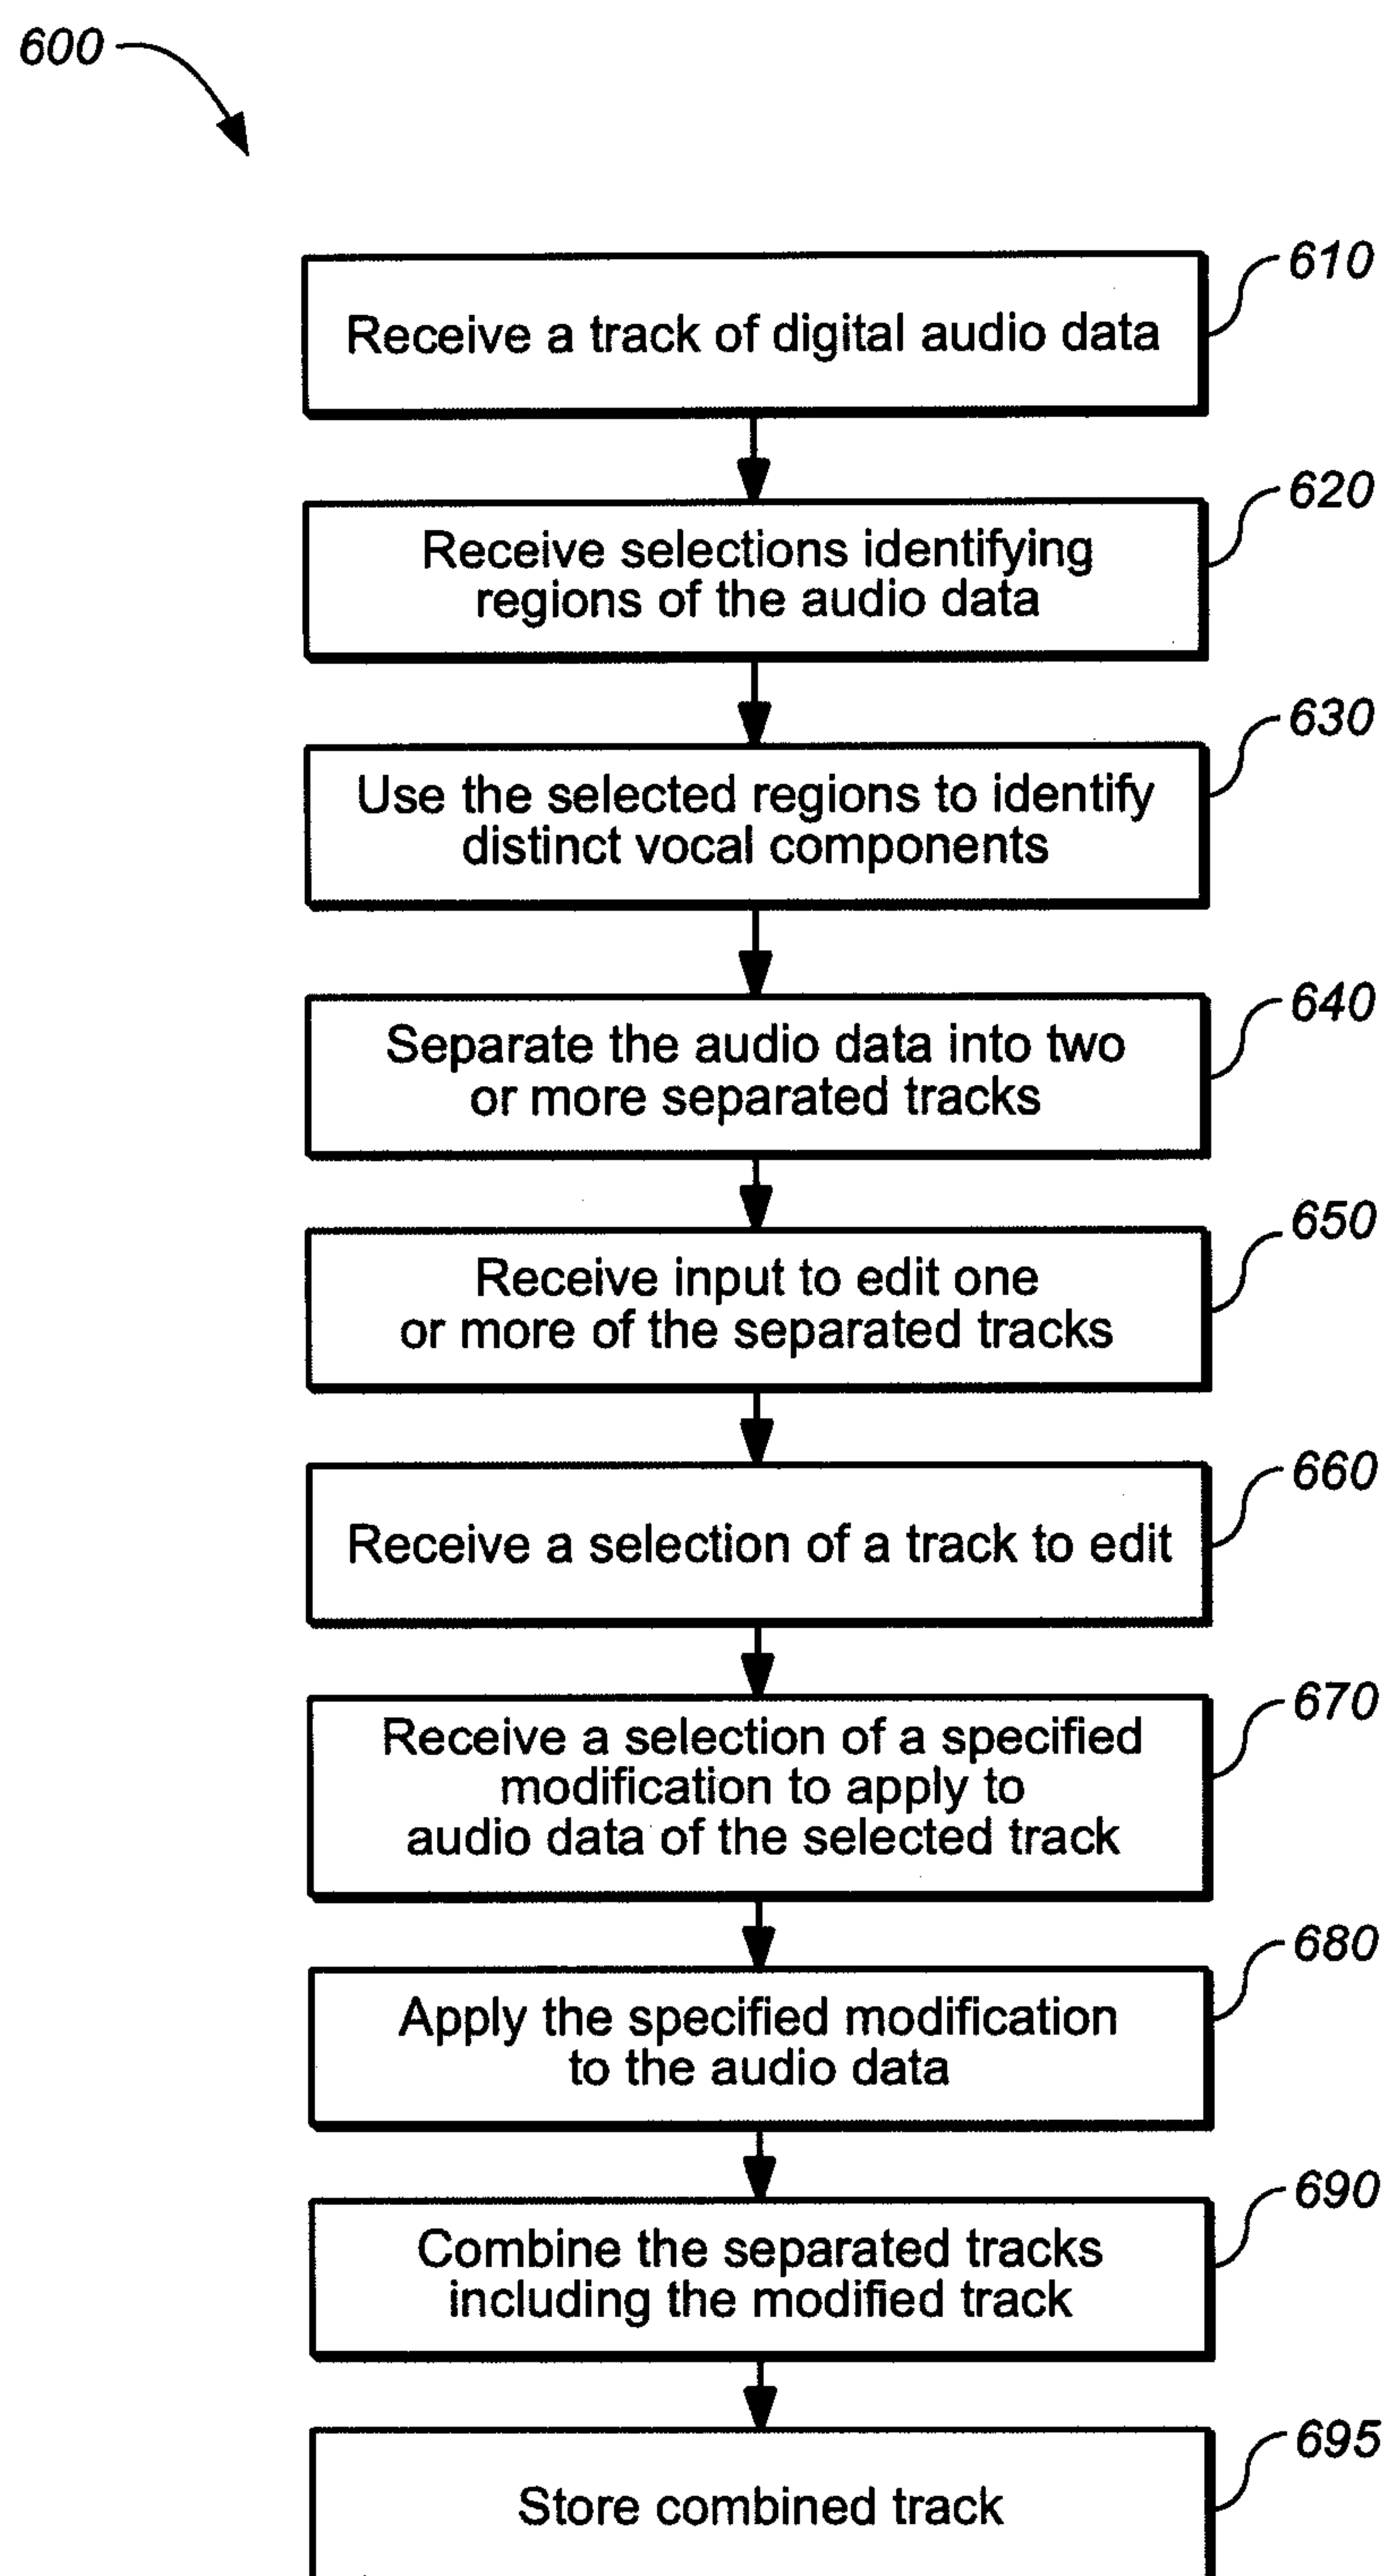 600
610
Receive a track of digital audio data
620
Receive selections identifying
regions of the audio data
630
Use the selected regions to identify
distinct vocal components
640
Separate the audio data into two
or more separated tracks
650
Receive input to edit one
or more of the separated tracks
660
Receive a selection of a track to edit
670
Receive a selection of a specified
modification to apply to
audio data of the selected track
680
Apply the specified modification
to the audio data
690
Combine the separated tracks
including the modified track
695
Store combined track